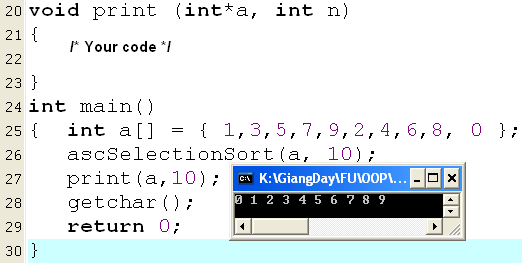 20 void print (int*a, int n)
21 {
22 /* Your code */
23 }
24 int main()
25 { int a[] = { 1,3,5,7,9,2,4,6,8, 0 };
26 ascSelectionSort(a, 10);
27 print(a,10);
28 getchar();
29 return 0;
30 }
K:\GiangDay\FU\OOP\...
0 1 2 3 4 5 6 7 8 9